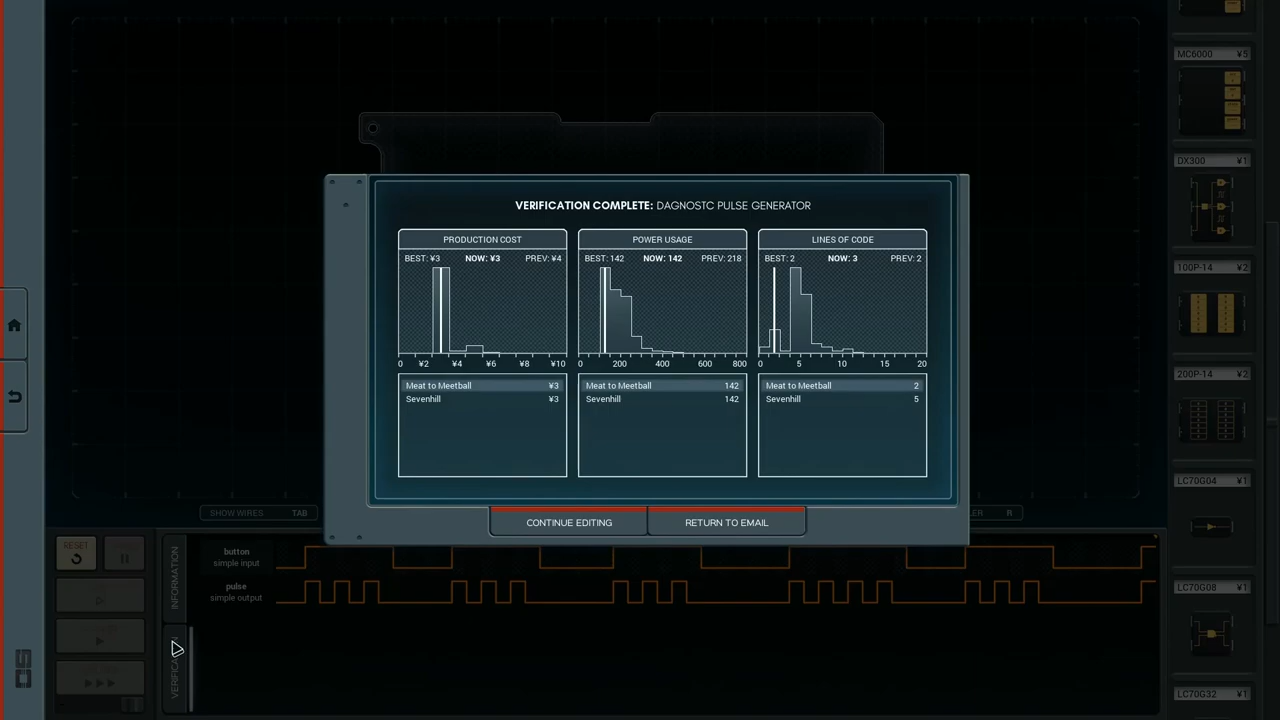 MC6000 ¥5
DX300 ¥1
VERIFICATION COMPLETE: DAGNOSTC PULSE GENERATOR
PRODUCTION COST
POWER USAGE
LINES OF CODE
BEST: ¥3 NOW: ¥3 PREV: ¥4
BEST: 142 NOW: 142 PREV: 218
BEST: 2 NOW: 3 PREV: 2
100P-14 ¥2
0 ¥2 ¥4 ¥6 ¥8 ¥10
0 200 400 600 800
0 5 10 15 20
200P-14 ¥2
Meat to Meetball ¥3
Sevenhill ¥3
Meat to Meetball 142
Sevenhill 142
Meat to Meetball 2
Sevenhill 5
LC70G04 ¥1
SHOW WIRES TAB
R
CONTINUE EDITING
RETURN TO EMAIL
RESET
INFORMATION
button
simple input
pulse
simple output
LC70G08 ¥1
LC70G32 ¥1